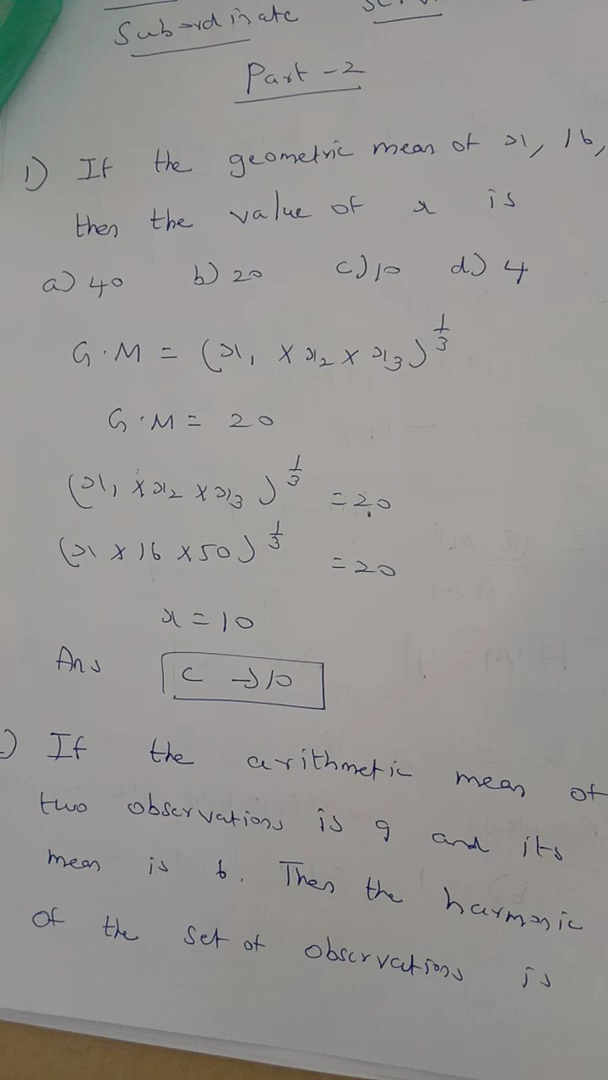 Subordinate
Part - 2
1) If the geometric mean of x, 16,
then the value of x is
a) 40 b) 20 c) 10 d) 4
G.M = (x₁ × x₂ × x₃)^1/3
G.M = 20
(x₁ × x₂ × x₃)^1/3 = 20
(x × 16 × 50)^1/3 = 20
x = 10
Ans C → 10
) If the arithmetic mean of
two observations is 9 and its
mean is 6. Then the harmonic
of the set of observations is